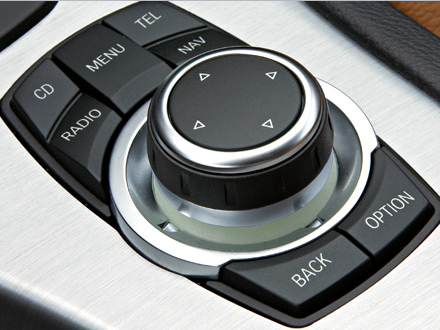 TEL
MENU
NAV
CD
RADIO
OPTION
BACK